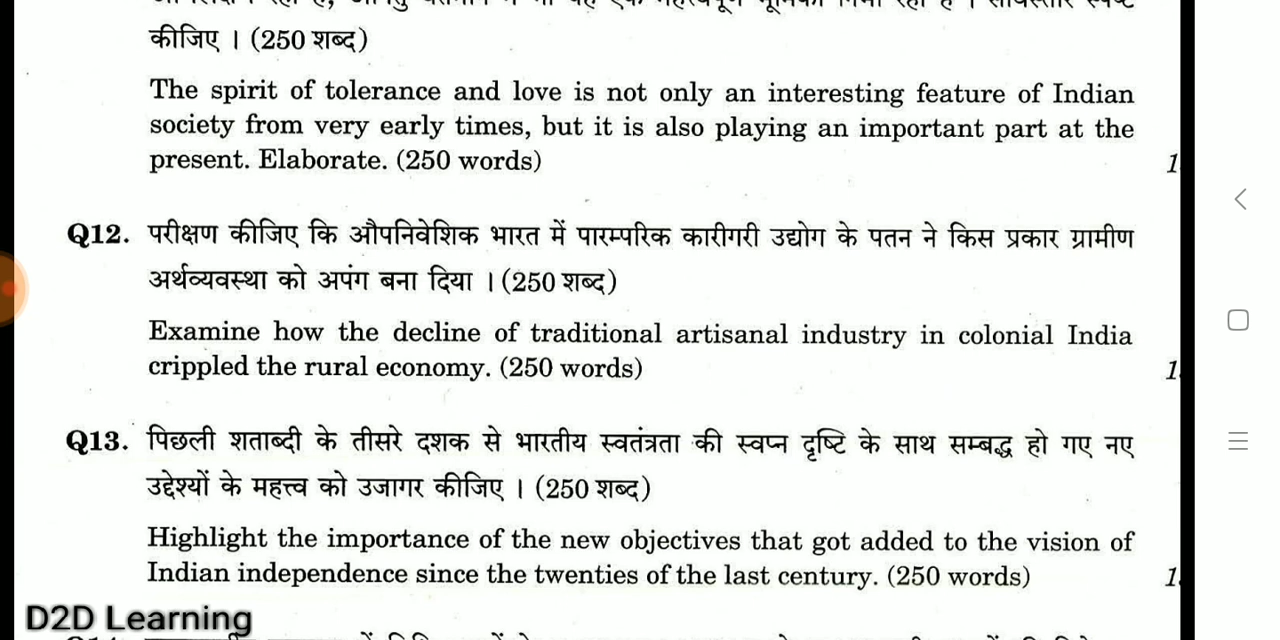 कीजिए । (250 शब्द)
The spirit of tolerance and love is not only an interesting feature of Indian
society from very early times, but it is also playing an important part at the
present. Elaborate. (250 words)
1
Q12. परीक्षण कीजिए कि औपनिवेशिक भारत में पारम्परिक कारीगरी उद्योग के पतन ने किस प्रकार ग्रामीण
अर्थव्यवस्था को अपंग बना दिया । (250 शब्द)
Examine how the decline of traditional artisanal industry in colonial India
crippled the rural economy. (250 words)
1
Q13. पिछली शताब्दी के तीसरे दशक से भारतीय स्वतंत्रता की स्वप्न दृष्टि के साथ सम्बद्ध हो गए नए
उद्देश्यों के महत्त्व को उजागर कीजिए । (250 शब्द)
Highlight the importance of the new objectives that got added to the vision of
Indian independence since the twenties of the last century. (250 words)
1
D2D Learning